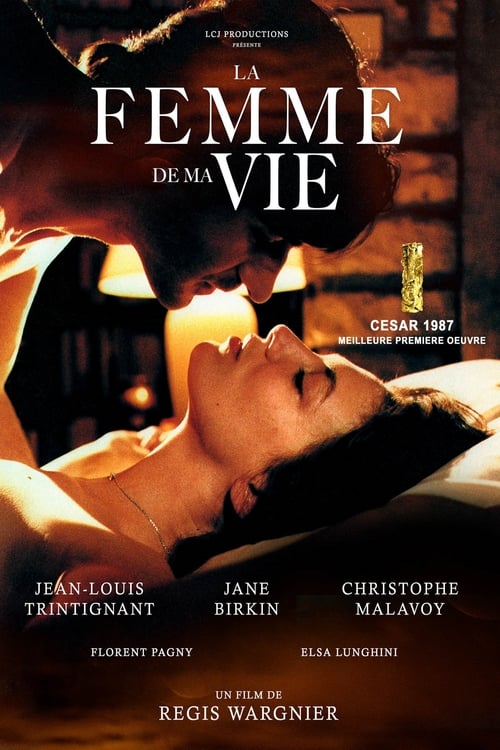 LCJ PRODUCTIONS
PRÉSENTE
LA
FEMME
DE MA VIE
CESAR 1987
MEILLEURE PREMIERE OEUVRE
JEAN-LOUIS TRINTIGNANT
JANE BIRKIN
CHRISTOPHE MALAVOY
FLORENT PAGNY
ELSA LUNGHINI
UN FILM DE
REGIS WARGNIER